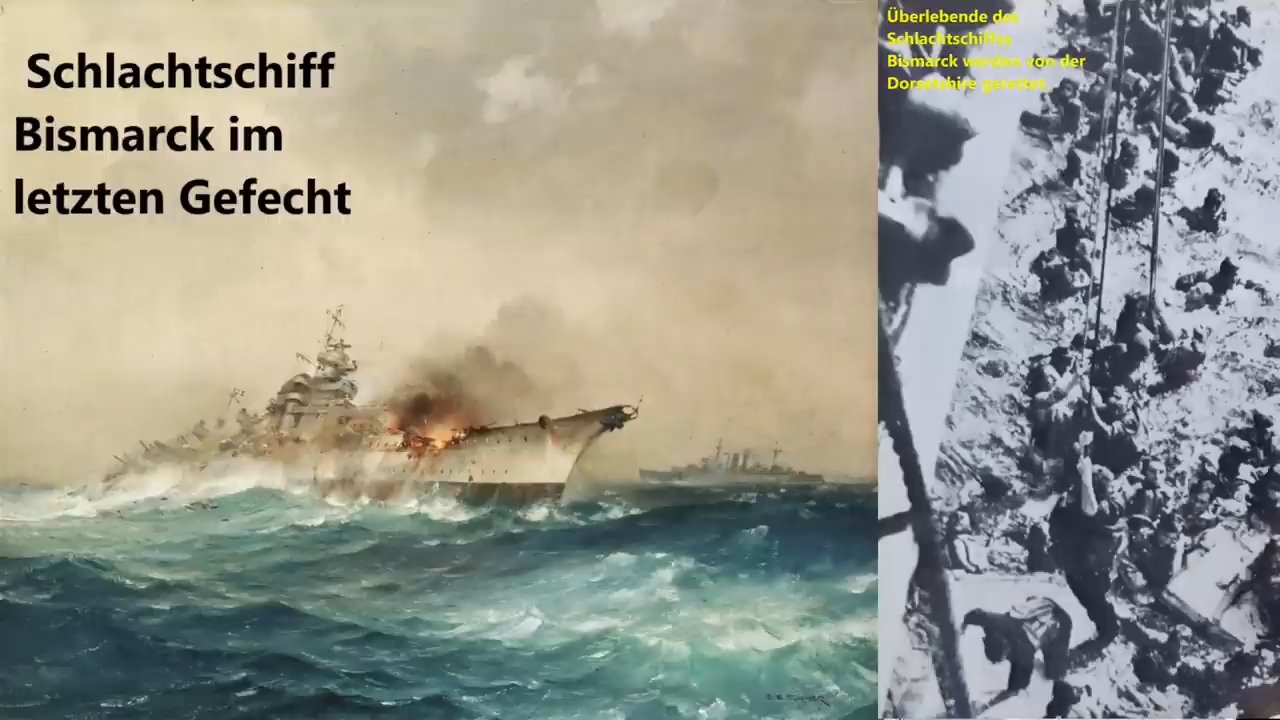 Schlachtschiff
Bismarck im
letzten Gefecht
Überlebende des
Schlachtschiffes
Bismarck werden von der
Dorsetshire gerettet.